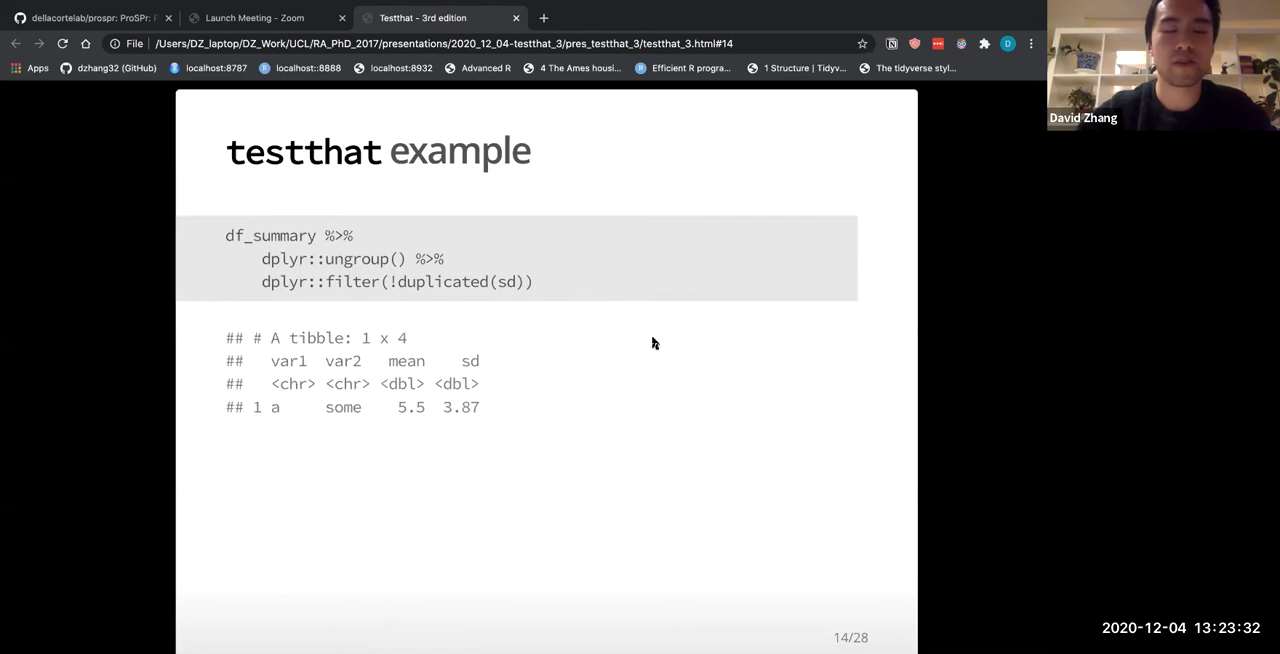 dellacortelab/prospr: ProSPr: P
Launch Meeting - Zoom
Testthat - 3rd edition
File
/Users/DZ_laptop/DZ_Work/UCL/RA_PhD_2017/presentations/2020_12_04-testthat_3/pres_testthat_3/testthat_3.html#14
D
Apps
dzhang32 (GitHub)
localhost:8787
localhost:8888
localhost:8932
Advanced R
4 The Ames housi...
Efficient R progra...
1 Structure | Tidyv...
The tidyverse styl...
David Zhang
testthat example
df_summary %>%
dplyr::ungroup() %>%
dplyr::filter(!duplicated(sd))
## # A tibble: 1 x 4
## var1 var2 mean sd
## <chr> <chr> <dbl> <dbl>
## 1 a some 5.5 3.87
14/28
2020-12-04 13:23:32